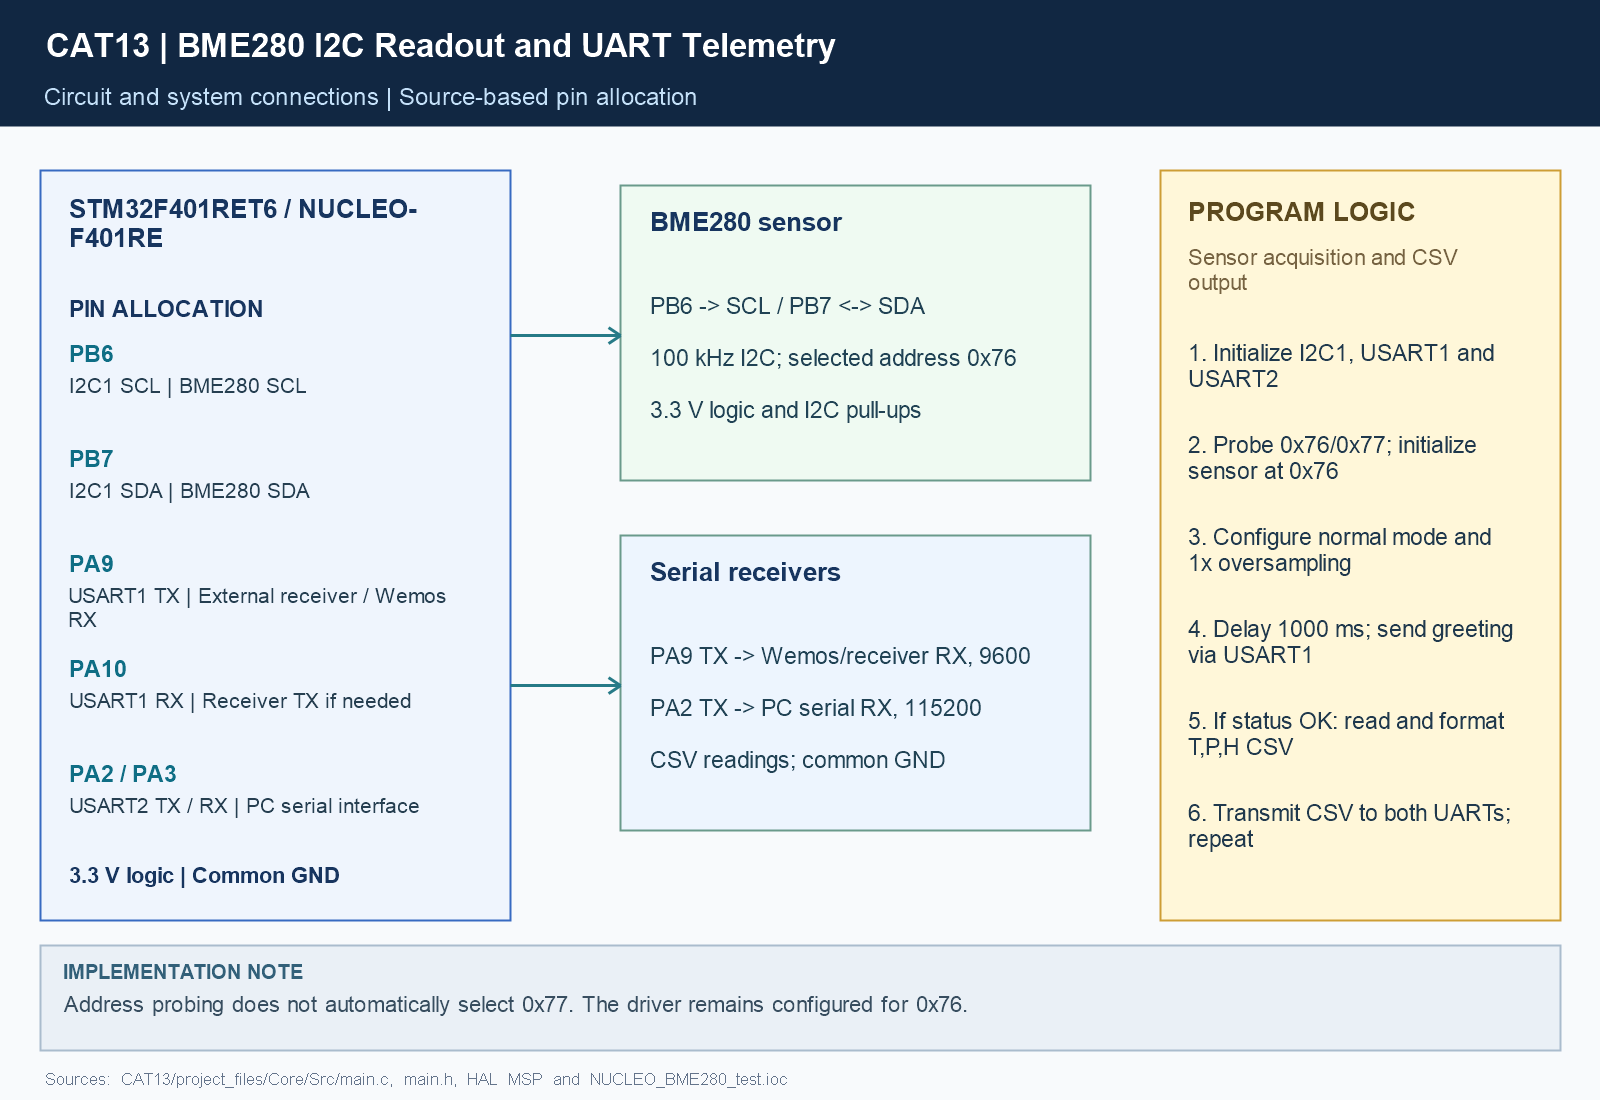 CAT13 | BME280 I2C Readout and UART Telemetry
Circuit and system connections | Source-based pin allocation
STM32F401RET6 / NUCLEO-
F401RE
PIN ALLOCATION
PB6
I2C1 SCL | BME280 SCL
PB7
I2C1 SDA | BME280 SDA
PA9
USART1 TX | External receiver / Wemos
RX
PA10
USART1 RX | Receiver TX if needed
PA2 / PA3
USART2 TX / RX | PC serial interface
3.3 V logic | Common GND
BME280 sensor
PB6 -> SCL / PB7 <-> SDA
100 kHz I2C; selected address 0x76
3.3 V logic and I2C pull-ups
Serial receivers
PA9 TX -> Wemos/receiver RX, 9600
PA2 TX -> PC serial RX, 115200
CSV readings; common GND
PROGRAM LOGIC
Sensor acquisition and CSV
output
1. Initialize I2C1, USART1 and
USART2
2. Probe 0x76/0x77; initialize
sensor at 0x76
3. Configure normal mode and
1x oversampling
4. Delay 1000 ms; send greeting
via USART1
5. If status OK: read and format
T,P,H CSV
6. Transmit CSV to both UARTs;
repeat
IMPLEMENTATION NOTE
Address probing does not automatically select 0x77. The driver remains configured for 0x76.
Sources: CAT13/project_files/Core/Src/main.c, main.h, HAL MSP and NUCLEO_BME280_test.ioc